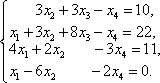 3x₂+3x₃−x₄=10,
x₁+3x₂+8x₃−x₄=22,
4x₁+2x₂ −3x₄=11,
x₁−6x₂ −2x₄=0.